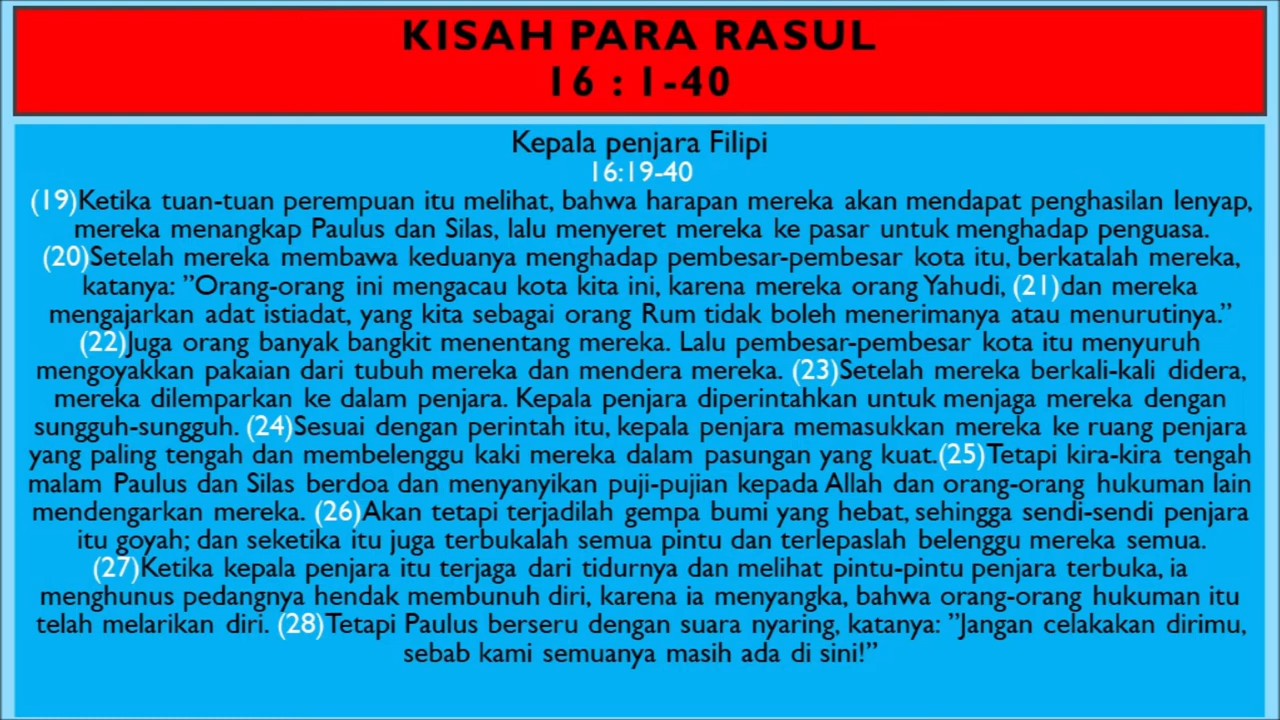 KISAH PARA RASUL
16 : 1-40
Kepala penjara Filipi
16:19-40
(19)Ketika tuan-tuan perempuan itu melihat, bahwa harapan mereka akan mendapat penghasilan lenyap,
mereka menangkap Paulus dan Silas, lalu menyeret mereka ke pasar untuk menghadap penguasa.
(20)Setelah mereka membawa keduanya menghadap pembesar-pembesar kota itu, berkatalah mereka,
katanya: ”Orang-orang ini mengacau kota kita ini, karena mereka orang Yahudi, (21)dan mereka
mengajarkan adat istiadat, yang kita sebagai orang Rum tidak boleh menerimanya atau menurutinya.”
(22)Juga orang banyak bangkit menentang mereka. Lalu pembesar-pembesar kota itu menyuruh
mengoyakkan pakaian dari tubuh mereka dan mendera mereka. (23)Setelah mereka berkali-kali didera,
mereka dilemparkan ke dalam penjara. Kepala penjara diperintahkan untuk menjaga mereka dengan
sungguh-sungguh. (24)Sesuai dengan perintah itu, kepala penjara memasukkan mereka ke ruang penjara
yang paling tengah dan membelenggu kaki mereka dalam pasungan yang kuat.(25)Tetapi kira-kira tengah
malam Paulus dan Silas berdoa dan menyanyikan puji-pujian kepada Allah dan orang-orang hukuman lain
mendengarkan mereka. (26)Akan tetapi terjadilah gempa bumi yang hebat, sehingga sendi-sendi penjara
itu goyah; dan seketika itu juga terbukalah semua pintu dan terlepaslah belenggu mereka semua.
(27)Ketika kepala penjara itu terjaga dari tidurnya dan melihat pintu-pintu penjara terbuka, ia
menghunus pedangnya hendak membunuh diri, karena ia menyangka, bahwa orang-orang hukuman itu
telah melarikan diri. (28)Tetapi Paulus berseru dengan suara nyaring, katanya: ”Jangan celakakan dirimu,
sebab kami semuanya masih ada di sini!”